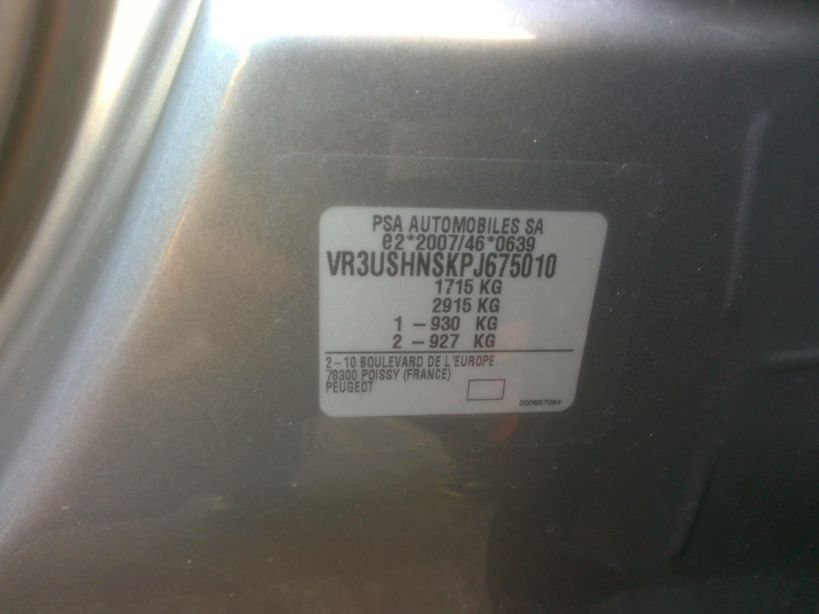 PSA AUTOMOBILES SA
e2*2007/46*0639
VR3USHNSKPJ675010
1715 KG
2915 KG
1 – 930 KG
2 – 927 KG
2 – 10 BOULEVARD DE L'EUROPE
78300 POISSY (FRANCE)
PEUGEOT
200657094